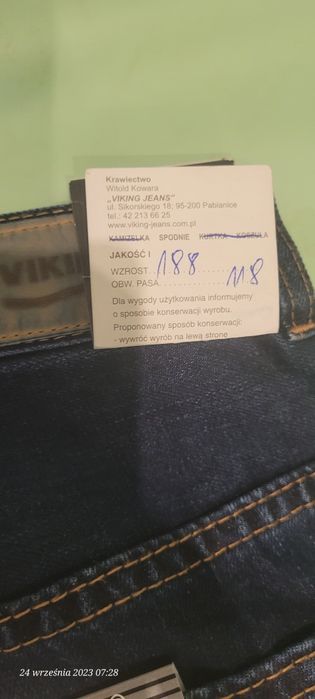 Krawiectwo
Witold Kowara
„VIKING JEANS"
ul. Sikorskiego 18, 95-200 Pabianice
tel.: 42 213 66 25
www.viking-jeans.com.pl
KAMIZELKA SPODNIE KURTKA - KOSZULA
JAKOŚĆ I
WZROST. 188
OBW. PASA. 118
Dla wygody użytkowania informujemy
o sposobie konserwacji wyrobu.
Proponowany sposób konserwacji:
- wywróć wyrób na lewą stronę
VIKI
24 września 2023 07:28